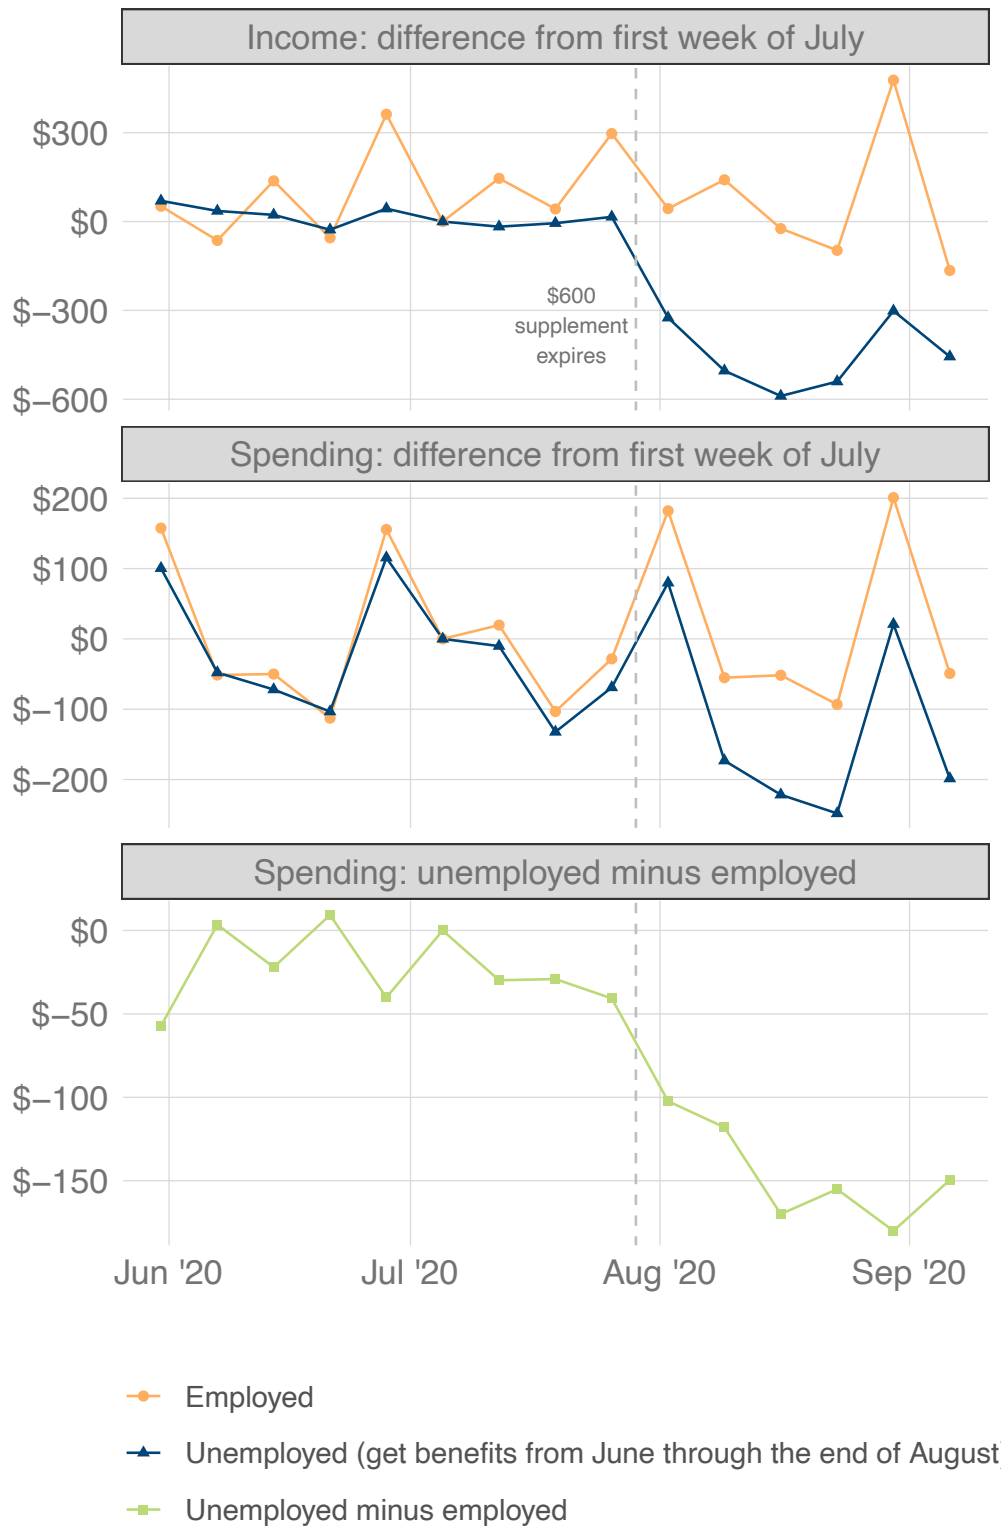 Income: difference from first week of July
$300
$0
$−300
$−600
$600
supplement
expires
Spending: difference from first week of July
$200
$100
$0
$−100
$−200
Spending: unemployed minus employed
$0
$−50
$−100
$−150
Jun '20 Jul '20 Aug '20 Sep '20
Employed
Unemployed (get benefits from June through the end of August)
Unemployed minus employed